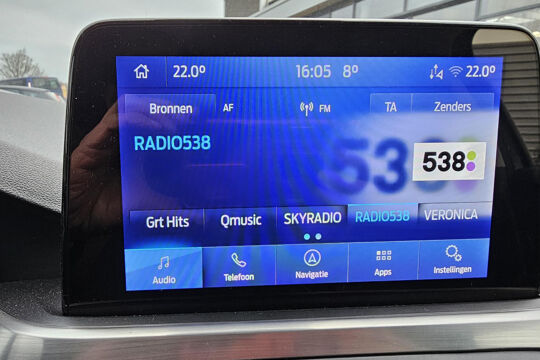 22.0° 16:05 8° 22.0°
Bronnen AF FM TA Zenders
RADIO538
538
538
Grt Hits Qmusic SKYRADIO RADIO538 VERONICA
Audio Telefoon Navigatie Apps Instellingen